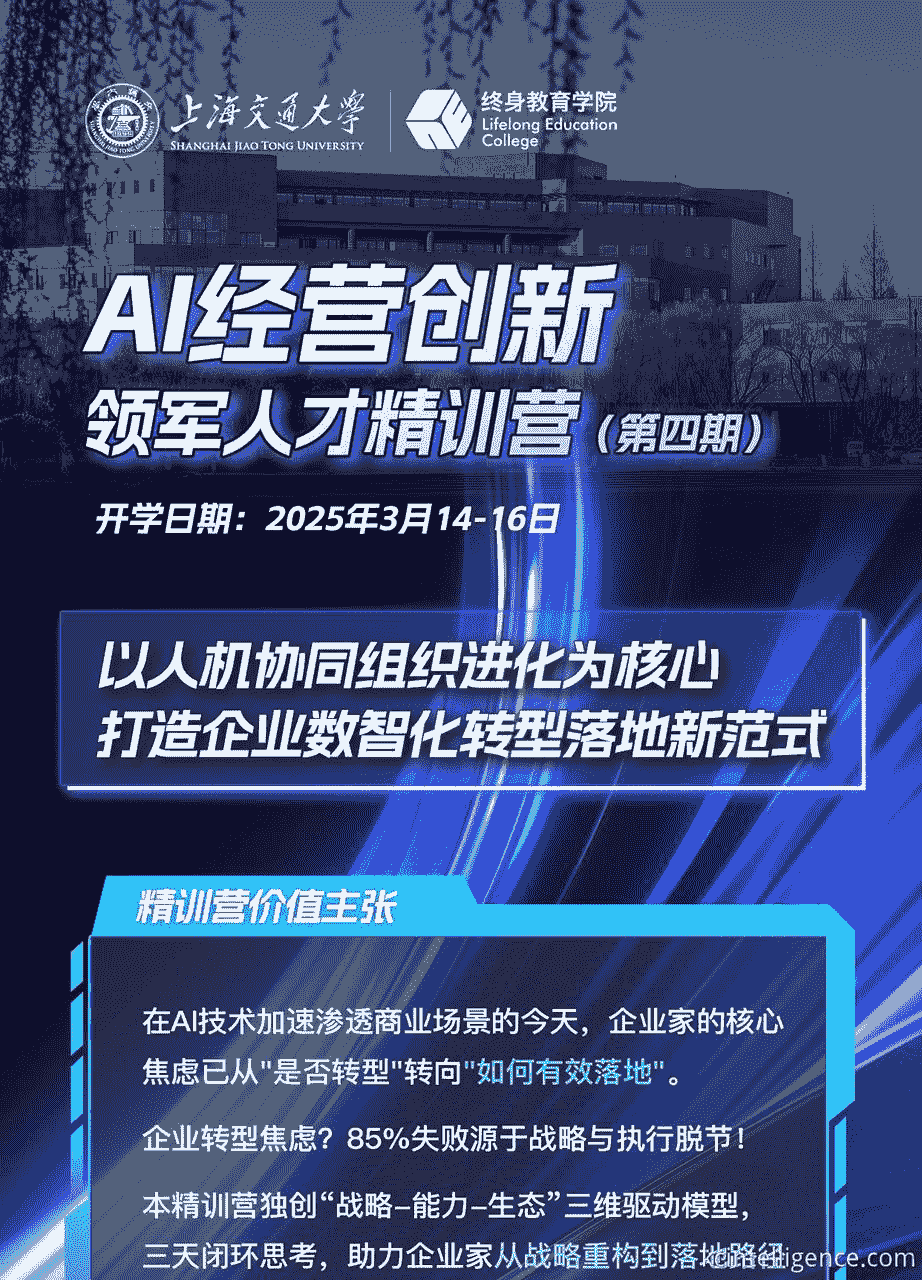 上海交通大學
SHANGHAI JIAO TONG UNIVERSITY
终身教育学院
Lifelong Education
College
AI经营创新
领军人才精训营（第四期）
开学日期：2025年3月14-16日
以人机协同组织进化为核心
打造企业数智化转型落地新范式
精训营价值主张
在AI技术加速渗透商业场景的今天，企业家的核心
焦虑已从"是否转型"转向"如何有效落地"。
企业转型焦虑？85%失败源于战略与执行脱节！
本精训营独创“战略–能力–生态”三维驱动模型，
三天闭环思考，助力企业家从战略重构到落地路径